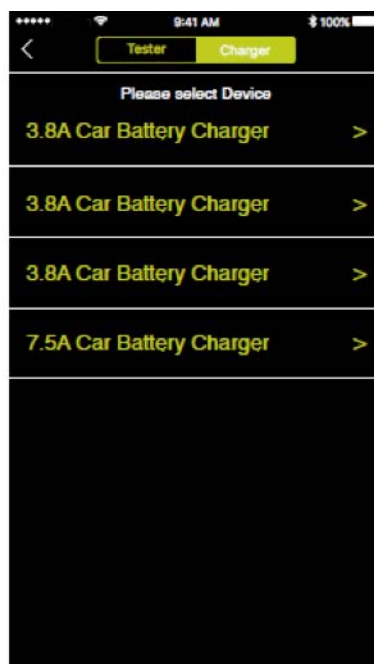 9:41 AM
100%
Tester
Charger
Please select Device
3.8A Car Battery Charger >
3.8A Car Battery Charger >
3.8A Car Battery Charger >
7.5A Car Battery Charger >